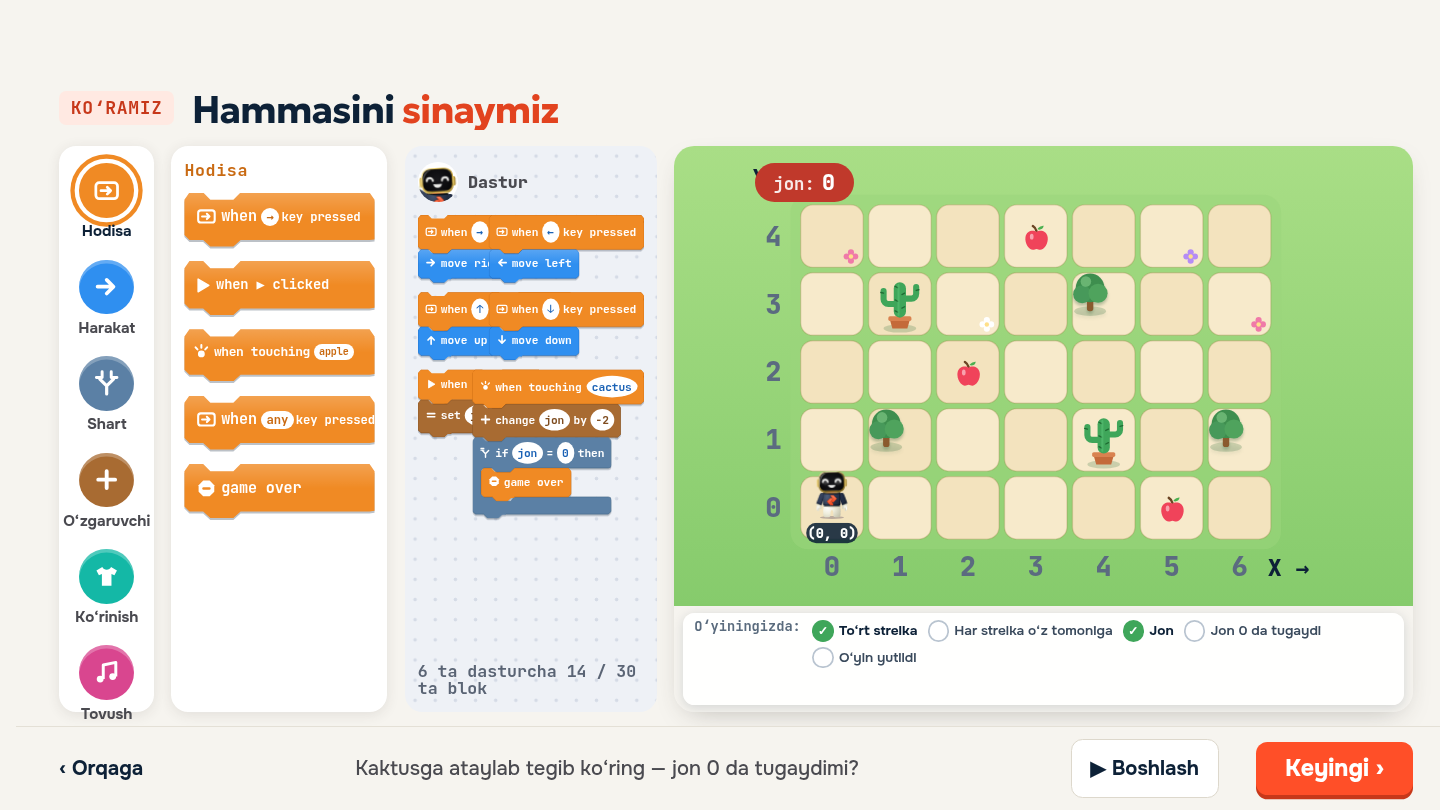 KO‘RAMIZ
Hammasini sinaymiz
Hodisa
Harakat
Shart
O‘zgaruvchi
Ko‘rinish
Tovush
Hodisa
when → key pressed
when ▶ clicked
when touching apple
when any key pressed
game over
Dastur
when → when ← key pressed
move ri move left
when ↑ when ↓ key pressed
move up move down
when when touching cactus
set change jon by -2
if jon = 0 then
game over
6 ta dasturcha 14 / 30
ta blok
jon: 0
4
3
2
1
0
(0, 0)
0 1 2 3 4 5 6 X →
O‘yiningizda: ✓ To‘rt strelka Har strelka o‘z tomoniga ✓ Jon Jon 0 da tugaydi
O‘yin yutildi
‹ Orqaga
Kaktusga ataylab tegib ko‘ring — jon 0 da tugaydimi?
▶ Boshlash
Keyingi ›